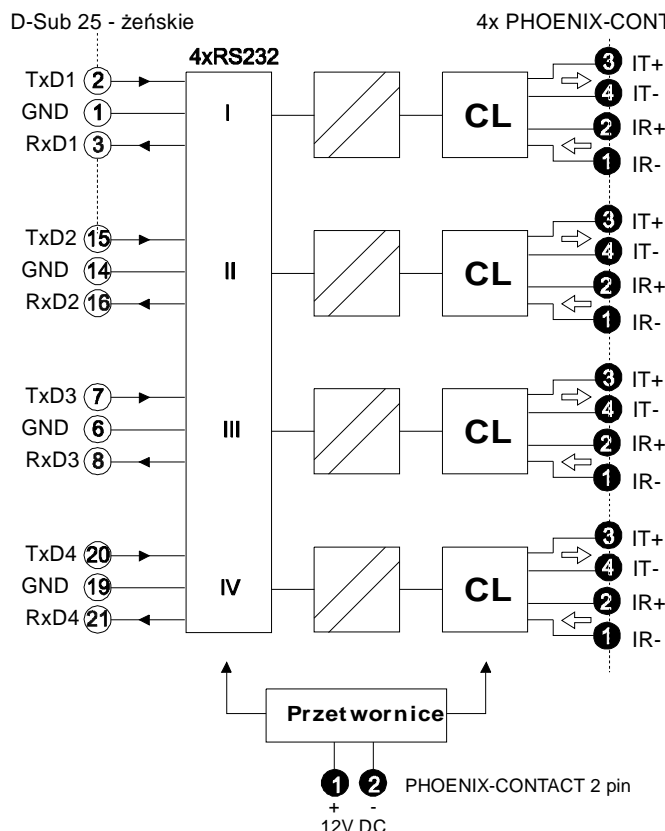 D-Sub 25 - żeńskie
4x PHOENIX-CONT
4xRS232
TxD1 2
GND 1
RxD1 3
I
CL
3 IT+
4 IT-
2 IR+
1 IR-
TxD2 15
GND 14
RxD2 16
II
CL
3 IT+
4 IT-
2 IR+
1 IR-
TxD3 7
GND 6
RxD3 8
III
CL
3 IT+
4 IT-
2 IR+
1 IR-
TxD4 20
GND 19
RxD4 21
IV
CL
3 IT+
4 IT-
2 IR+
1 IR-
Przetwornice
1 2 PHOENIX-CONTACT 2 pin
+ -
12V DC